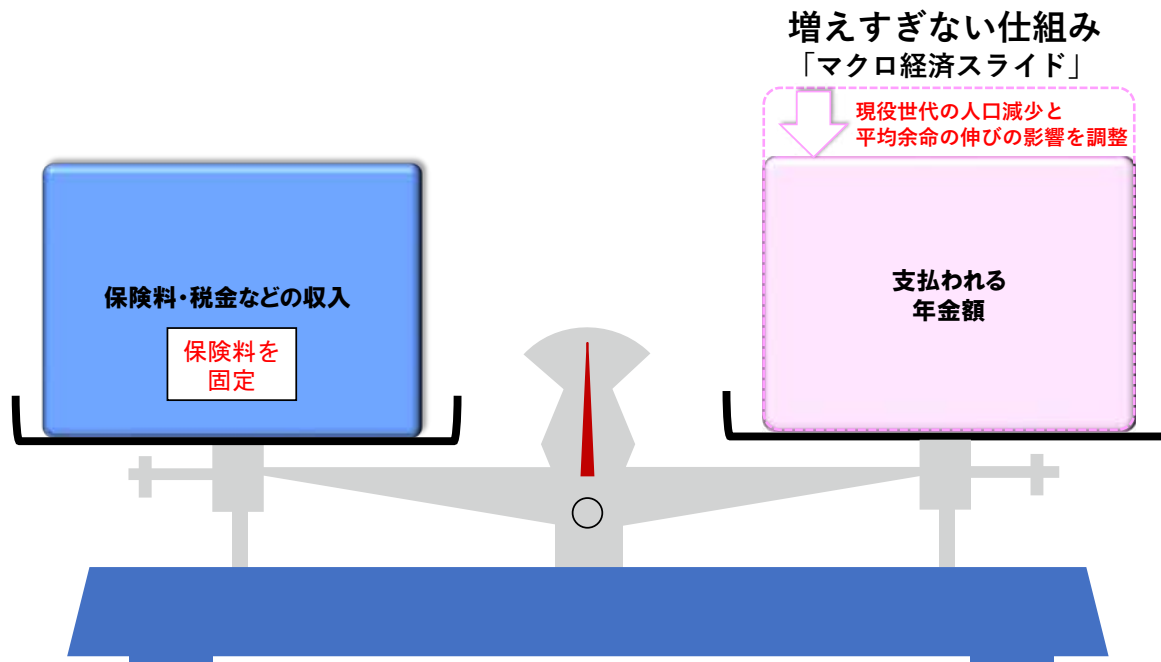 増えすぎない仕組み
「マクロ経済スライド」
現役世代の人口減少と
平均余命の伸びの影響を調整
保険料・税金などの収入
保険料を
固定
支払われる
年金額